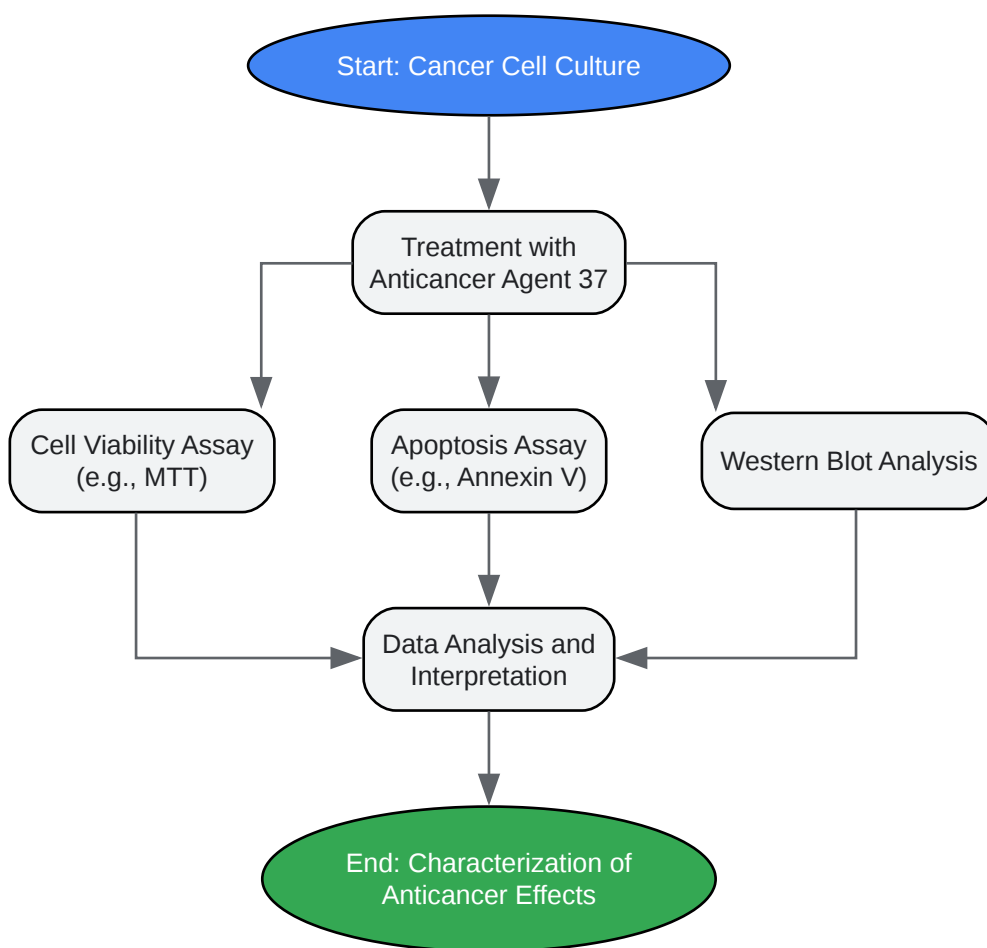 Start: Cancer Cell Culture
Treatment with
Anticancer Agent 37
Cell Viability Assay
(e.g., MTT)
Apoptosis Assay
(e.g., Annexin V)
Western Blot Analysis
Data Analysis and
Interpretation
End: Characterization of
Anticancer Effects